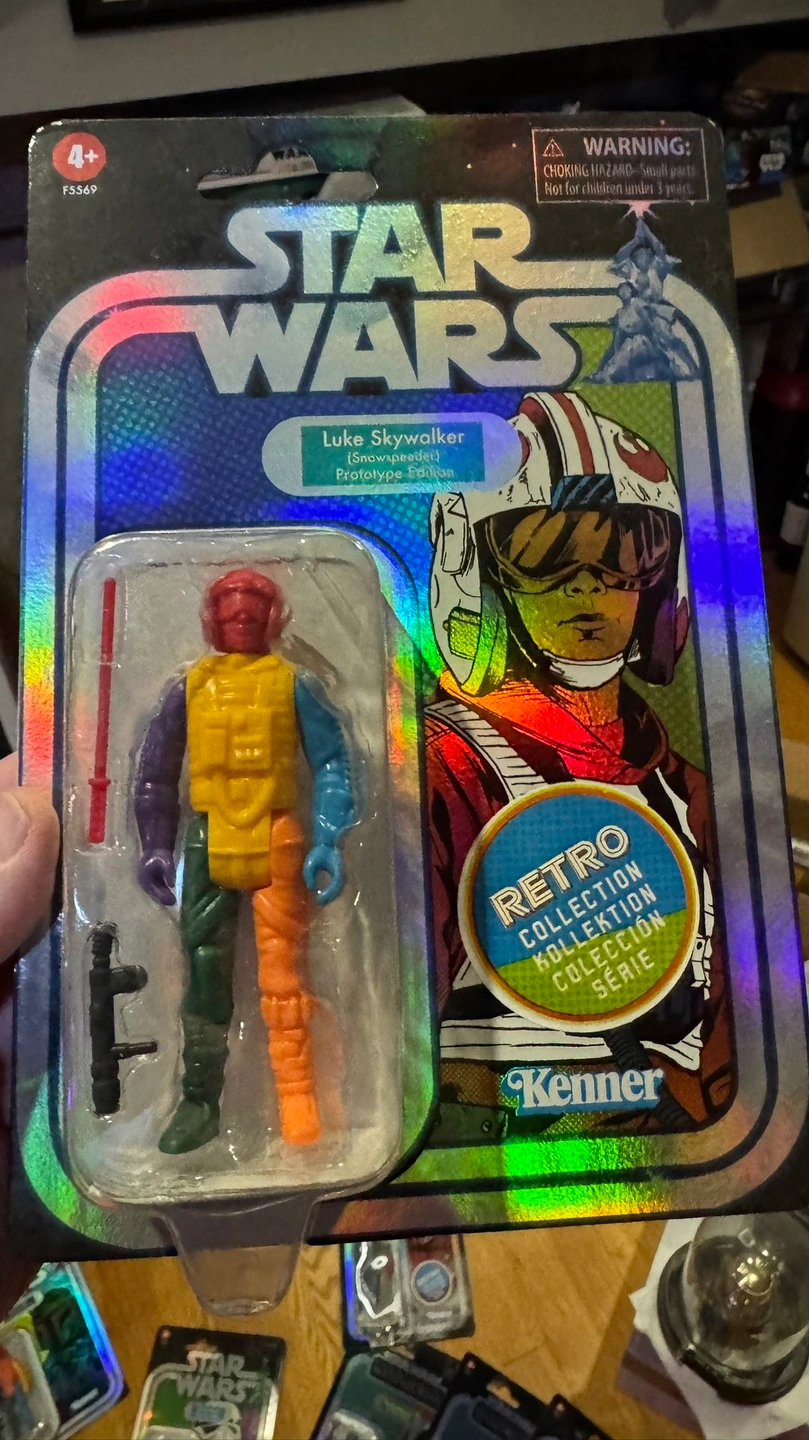 4+
F5569
WARNING:
CHOKING HAZARD-Small parts
Not for children under 3 years.
STAR
WARS
Luke Skywalker
(Snowspeeder)
Prototype Edition
RETRO
COLLECTION
KOLLEKTION
COLECCIÓN
SÉRIE
Kenner
STAR
WARS